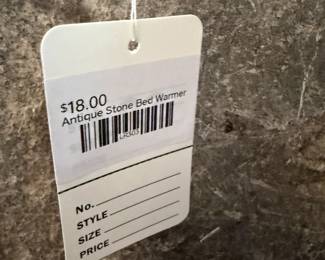 $18.00
Antique Stone Bed Warmer
No.
STYLE
SIZE
PRICE